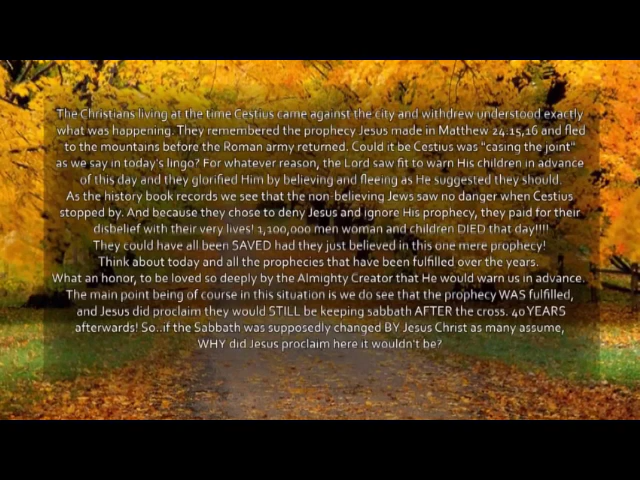 The Christians living at the time Cestius came against the city and withdrew understood exactly
what was happening. They remembered the prophecy Jesus made in Matthew 24:15,16 and fled
to the mountains before the Roman army returned. Could it be Cestius was "casing the joint"
as we say in today's lingo? For whatever reason, the Lord saw fit to warn His children in advance
of this day and they glorified Him by believing and fleeing as He suggested they should.
As the history book records we see that the non-believing Jews saw no danger when Cestius
stopped by. And because they chose to deny Jesus and ignore His prophecy, they paid for their
disbelief with their very lives! 1,100,000 men woman and children DIED that day!!!!
They could have all been SAVED had they just believed in this one mere prophecy!
Think about today and all the prophecies that have been fulfilled over the years.
What an honor, to be loved so deeply by the Almighty Creator that He would warn us in advance.
The main point being of course in this situation is we do see that the prophecy WAS fulfilled,
and Jesus did proclaim they would STILL be keeping sabbath AFTER the cross. 40 YEARS
afterwards! So..if the Sabbath was supposedly changed BY Jesus Christ as many assume,
WHY did Jesus proclaim here it wouldn't be?